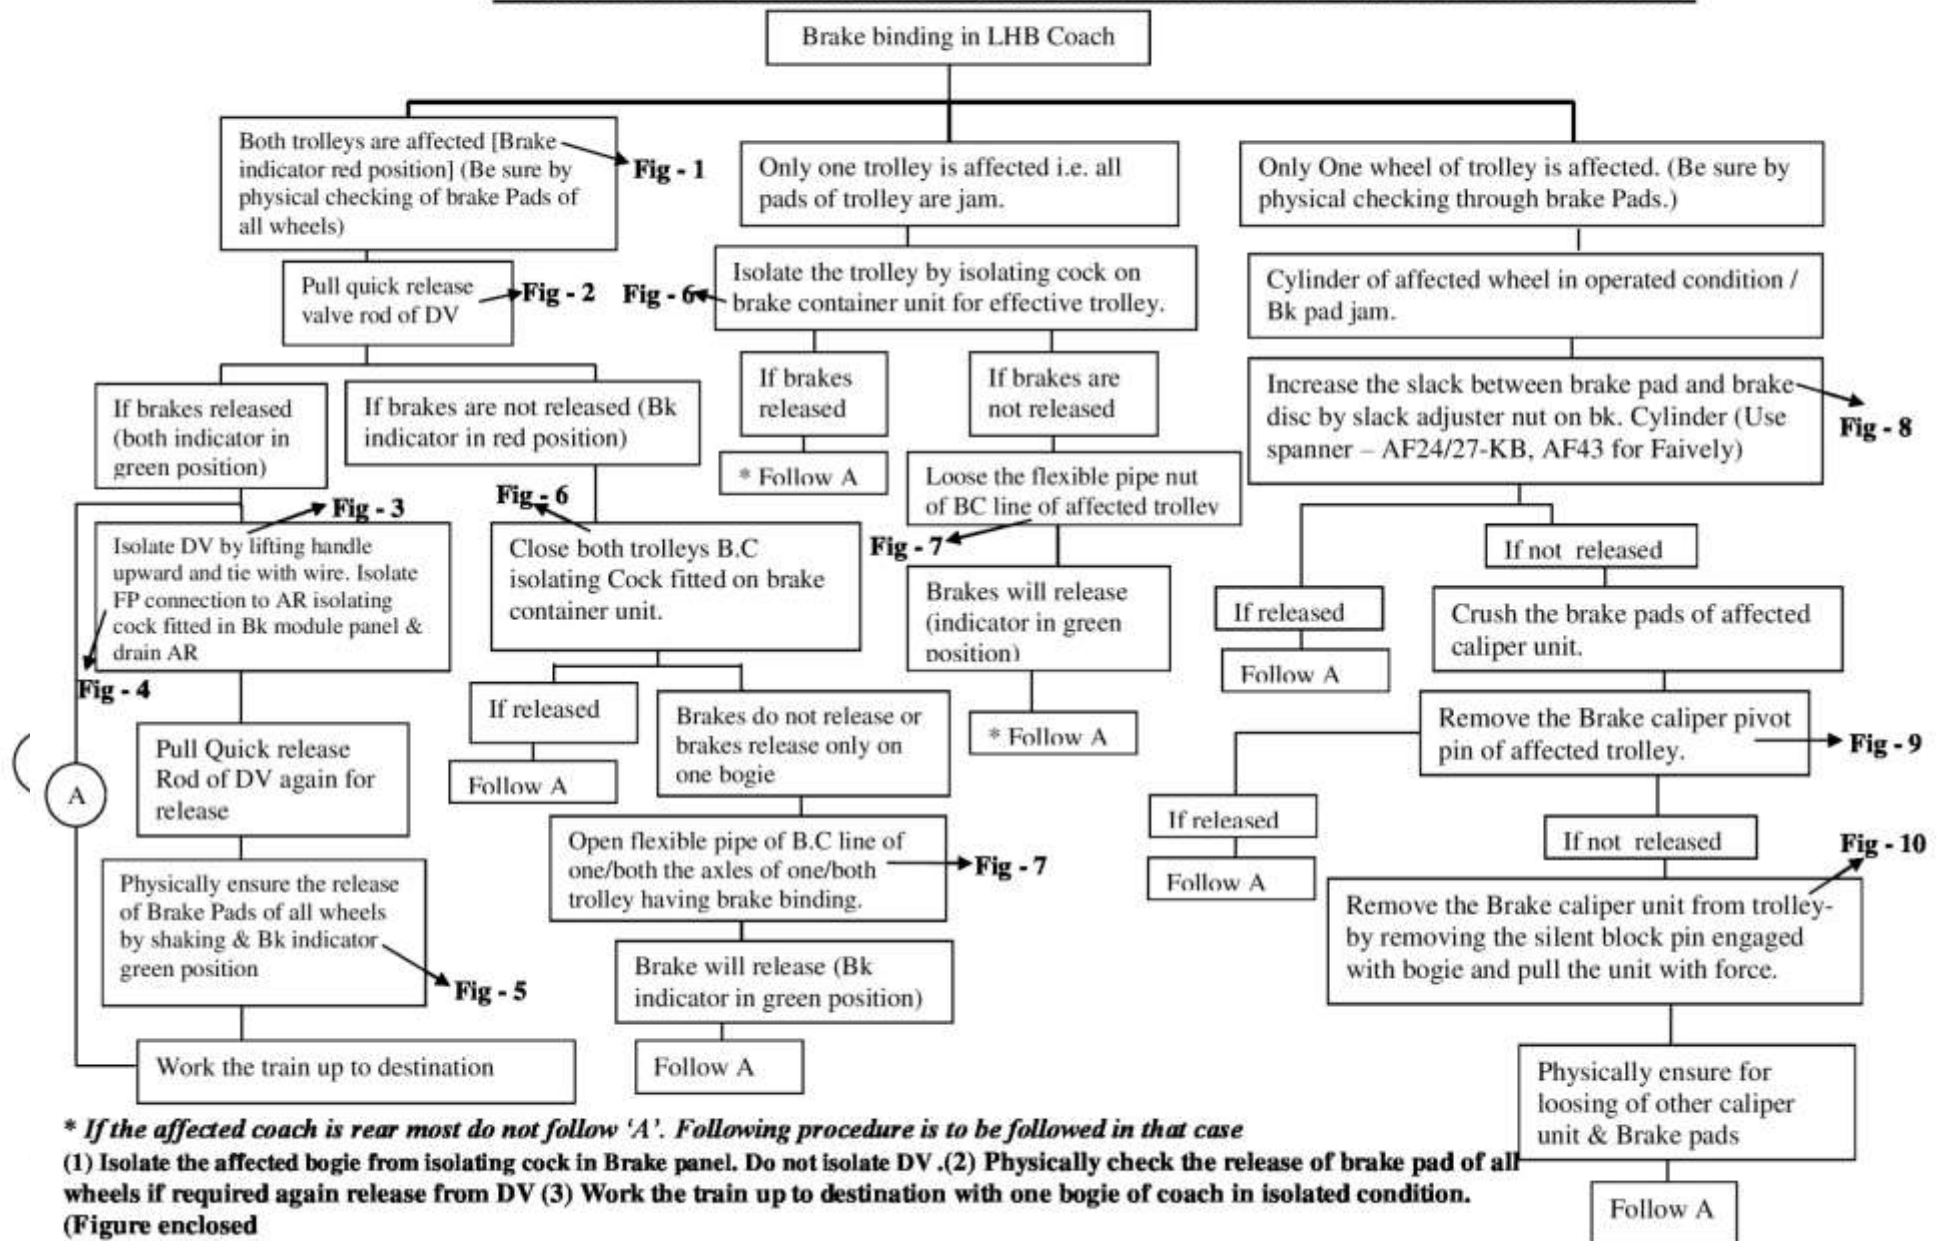 Brake binding in LHB Coach
Both trolleys are affected [Brake
indicator red position] (Be sure by
physical checking of brake Pads of
all wheels)
Fig - 1
Pull quick release
valve rod of DV
Fig - 2
If brakes released
(both indicator in
green position)
If brakes are not released (Bk
indicator in red position)
Fig - 3
Isolate DV by lifting handle
upward and tie with wire. Isolate
FP connection to AR isolating
cock fitted in Bk module panel &
drain AR
Fig - 4
A
Pull Quick release
Rod of DV again for
release
Physically ensure the release
of Brake Pads of all wheels
by shaking & Bk indicator
green position
Fig - 5
Work the train up to destination
Fig - 6
Close both trolleys B.C
isolating Cock fitted on brake
container unit.
If released
Follow A
Brakes do not release or
brakes release only on
one bogie
Open flexible pipe of B.C line of
one/both the axles of one/both
trolley having brake binding.
Fig - 7
Brake will release (Bk
indicator in green position)
Follow A
Only one trolley is affected i.e. all
pads of trolley are jam.
Isolate the trolley by isolating cock on
brake container unit for effective trolley.
Fig - 6
If brakes
released
* Follow A
If brakes are
not released
Loose the flexible pipe nut
of BC line of affected trolley
Fig - 7
Brakes will release
(indicator in green
position)
* Follow A
Only One wheel of trolley is affected. (Be sure by
physical checking through brake Pads.)
Cylinder of affected wheel in operated condition /
Bk pad jam.
Increase the slack between brake pad and brake
disc by slack adjuster nut on bk. Cylinder (Use
spanner – AF24/27-KB, AF43 for Faively)
Fig - 8
If released
Follow A
If not released
Crush the brake pads of affected
caliper unit.
Remove the Brake caliper pivot
pin of affected trolley.
Fig - 9
If released
Follow A
If not released
Fig - 10
Remove the Brake caliper unit from trolley-
by removing the silent block pin engaged
with bogie and pull the unit with force.
Physically ensure for
loosing of other caliper
unit & Brake pads
Follow A
* If the affected coach is rear most do not follow ‘A’. Following procedure is to be followed in that case
(1) Isolate the affected bogie from isolating cock in Brake panel. Do not isolate DV .(2) Physically check the release of brake pad of all
wheels if required again release from DV (3) Work the train up to destination with one bogie of coach in isolated condition.
(Figure enclosed